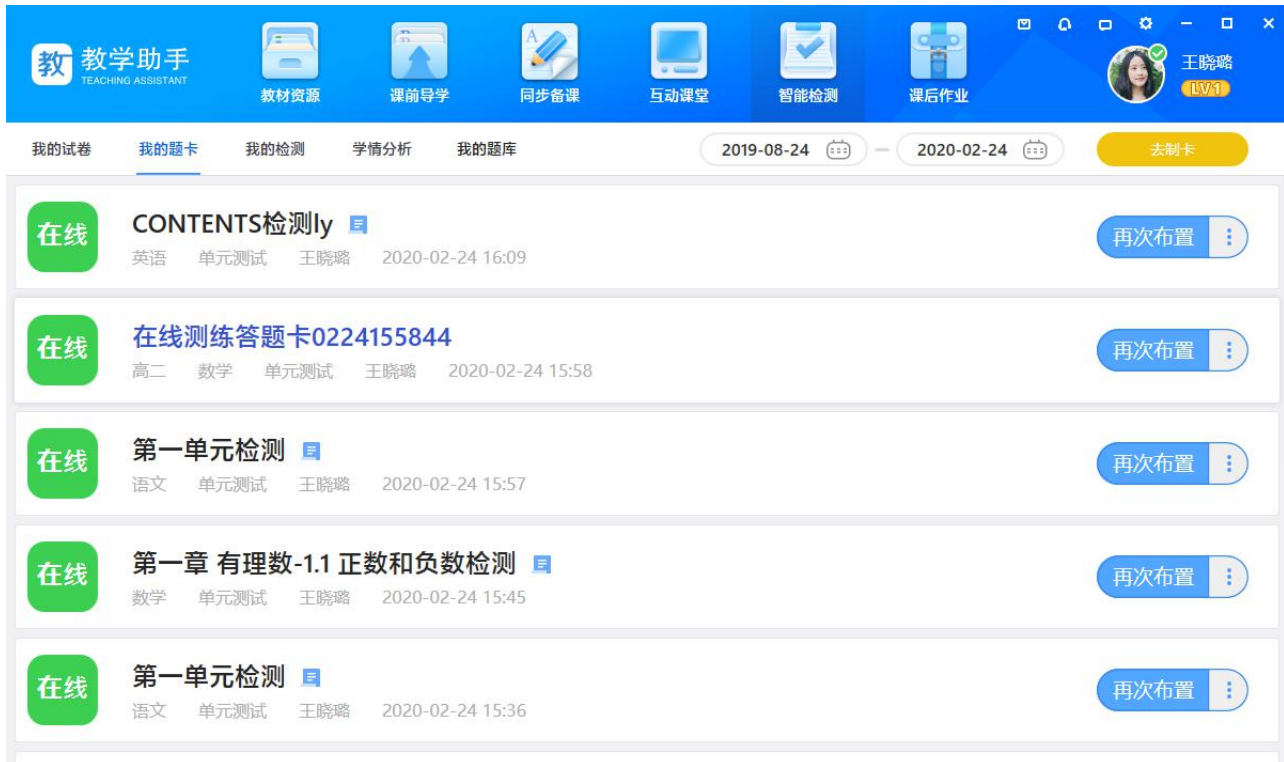 教 教学助手 TEACHING ASSISTANT
教材资源 课前导学 同步备课 互动课堂 智能检测 课后作业
王晓璐
LV1
我的试卷 我的题卡 我的检测 学情分析 我的题库 2019-08-24 2020-02-24 去制卡
在线 CONTENTS检测ly 再次布置
英语 单元测试 王晓璐 2020-02-24 16:09
在线 在线测练答题卡0224155844 再次布置
高二 数学 单元测试 王晓璐 2020-02-24 15:58
在线 第一单元检测 再次布置
语文 单元测试 王晓璐 2020-02-24 15:57
在线 第一章 有理数-1.1 正数和负数检测 再次布置
数学 单元测试 王晓璐 2020-02-24 15:45
在线 第一单元检测 再次布置
语文 单元测试 王晓璐 2020-02-24 15:36